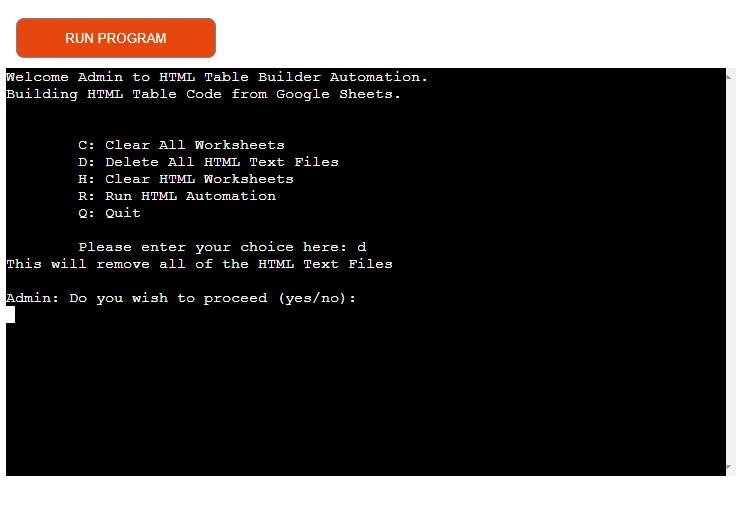 RUN PROGRAM
Welcome Admin to HTML Table Builder Automation.
Building HTML Table Code from Google Sheets.
C: Clear All Worksheets
D: Delete All HTML Text Files
H: Clear HTML Worksheets
R: Run HTML Automation
Q: Quit
Please enter your choice here: d
This will remove all of the HTML Text Files
Admin: Do you wish to proceed (yes/no):